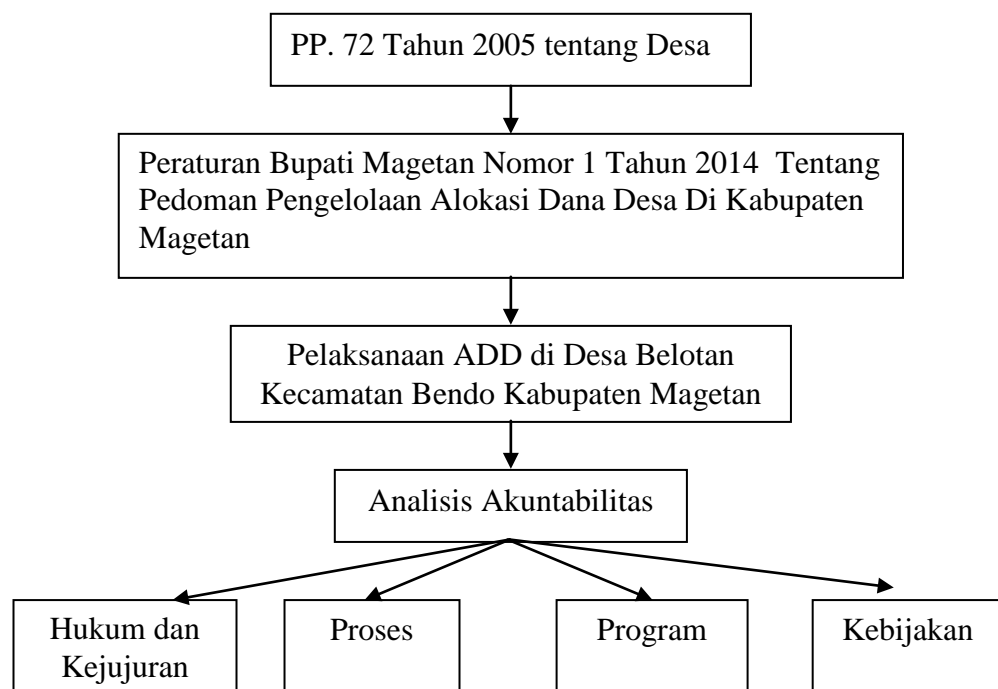 PP. 72 Tahun 2005 tentang Desa
Peraturan Bupati Magetan Nomor 1 Tahun 2014 Tentang
Pedoman Pengelolaan Alokasi Dana Desa Di Kabupaten
Magetan
Pelaksanaan ADD di Desa Belotan
Kecamatan Bendo Kabupaten Magetan
Analisis Akuntabilitas
Hukum dan
Kejujuran
Proses
Program
Kebijakan